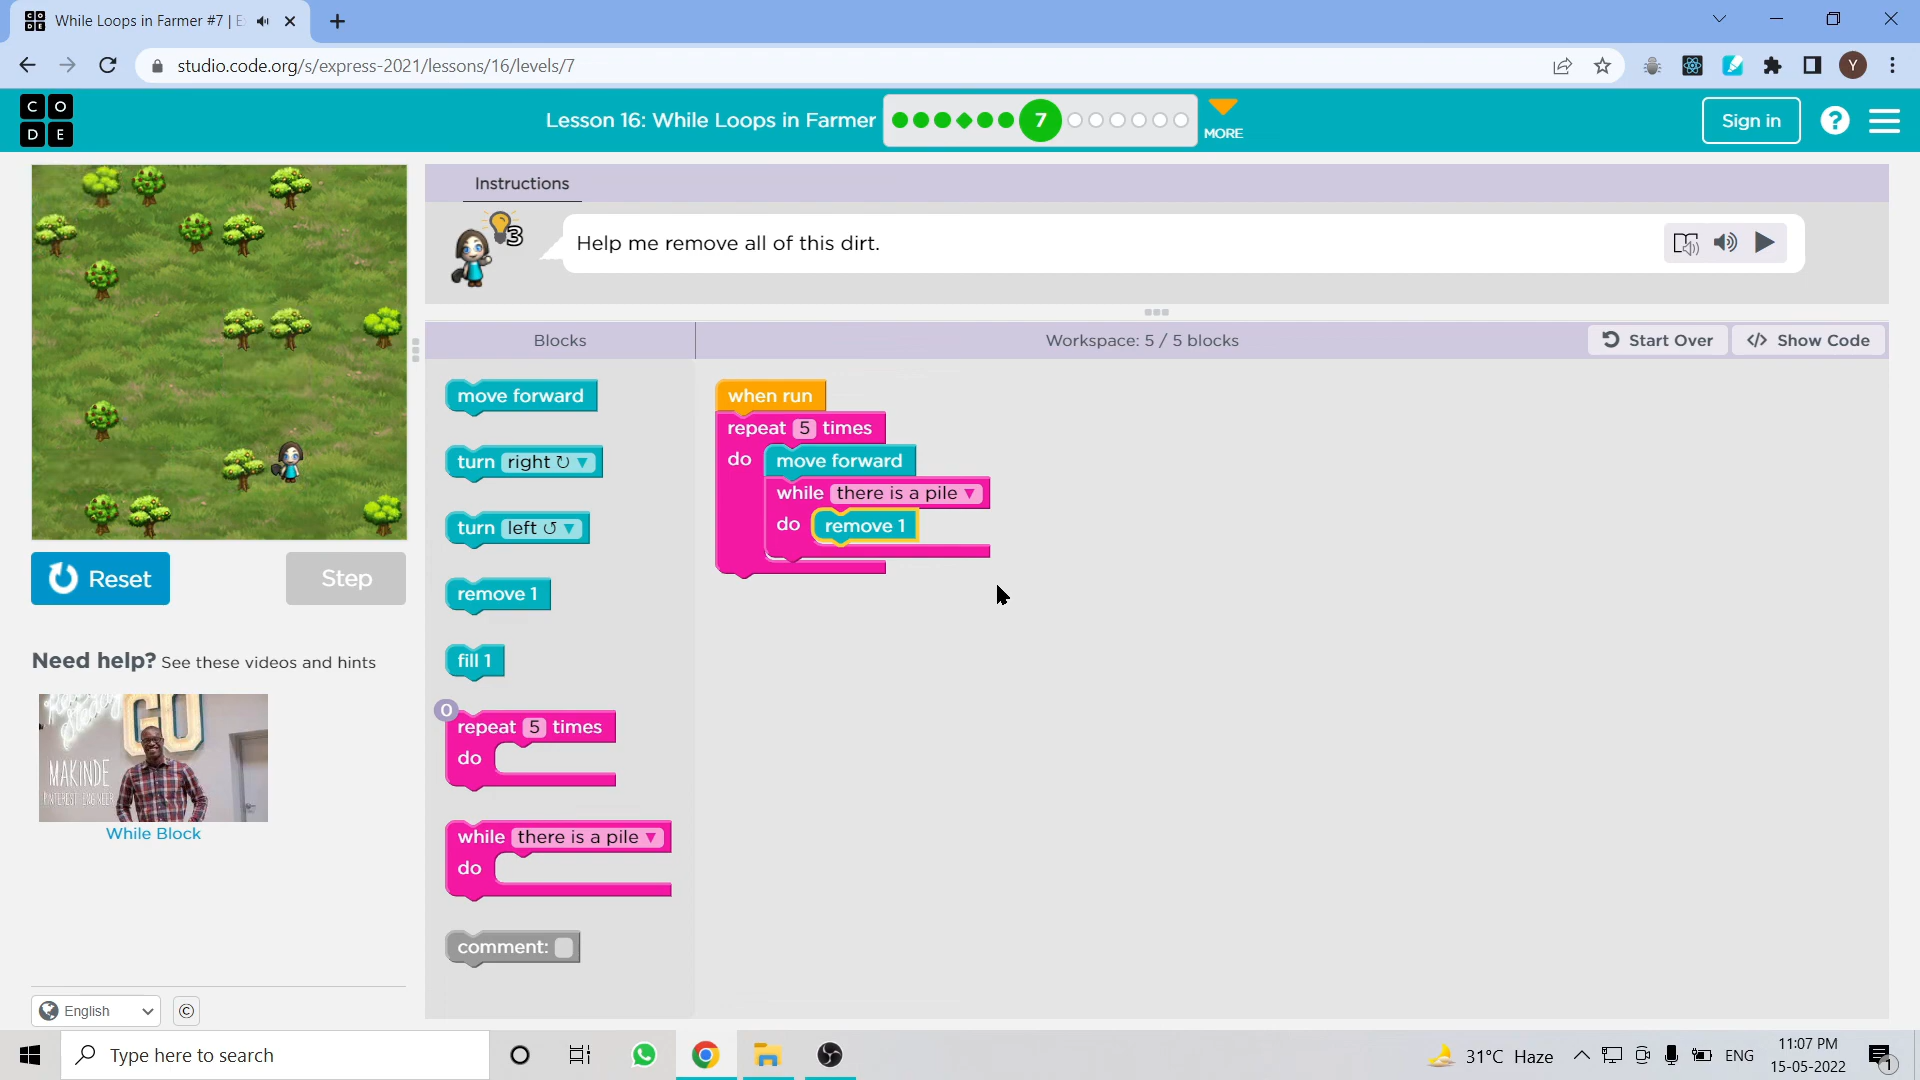 While Loops in Farmer #7 | E
studio.code.org/s/express-2021/lessons/16/levels/7
Y
C O
D E
Lesson 16: While Loops in Farmer
7
MORE
Sign in
?
Instructions
3
Help me remove all of this dirt.
Blocks
Workspace: 5 / 5 blocks
Start Over
</> Show Code
move forward
turn right ↻ ▼
turn left ↺ ▼
remove 1
fill 1
0
repeat 5 times
do
while there is a pile ▼
do
comment:
when run
repeat 5 times
do move forward
while there is a pile ▼
do remove 1
Reset
Step
Need help? See these videos and hints
GO
MAKINDE
PINTEREST ENGINEER
While Block
English
©
Type here to search
31°C Haze
ENG
11:07 PM
15-05-2022
1